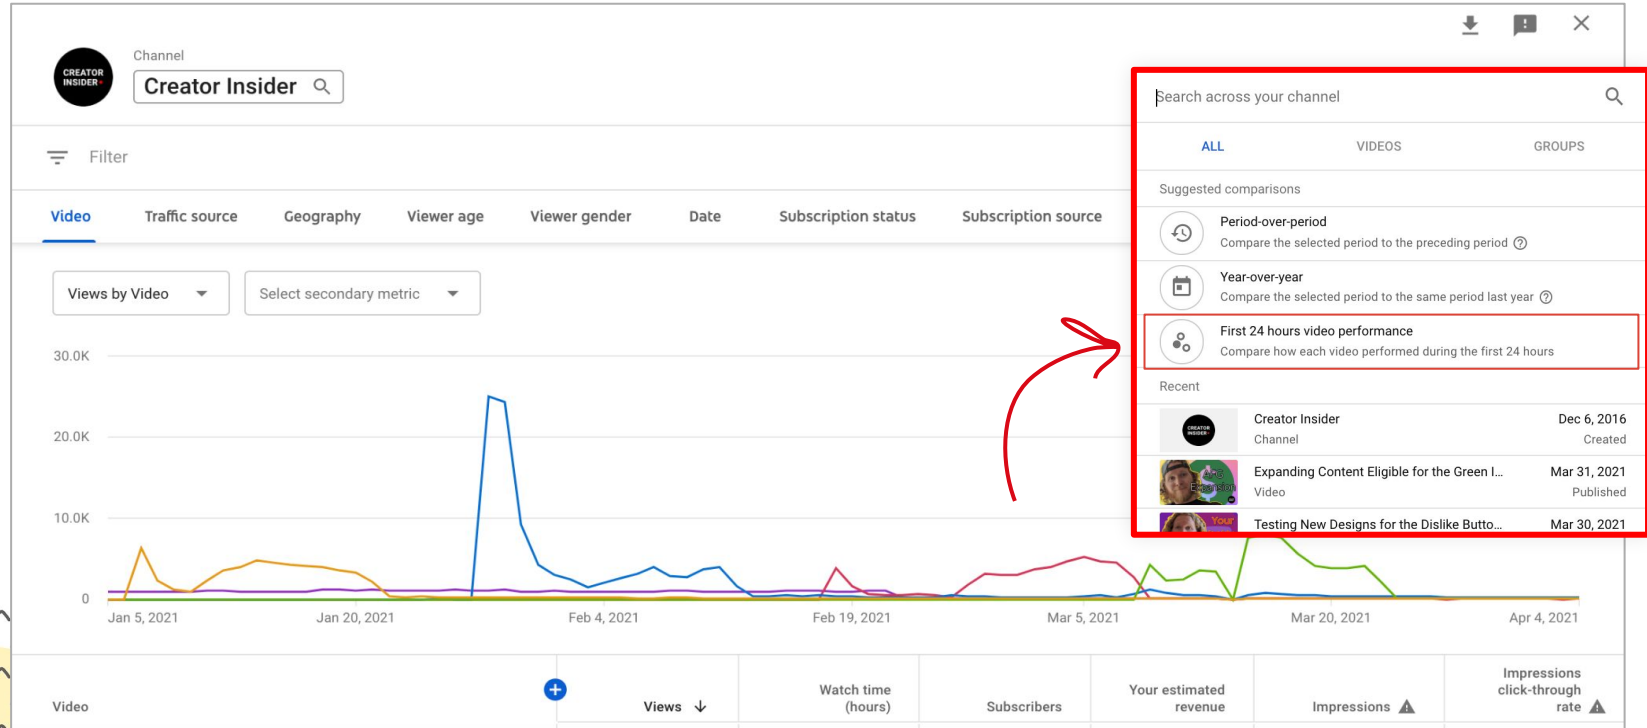 Channel
CREATOR
INSIDER
Creator Insider
Filter
Video
Traffic source
Geography
Viewer age
Viewer gender
Date
Subscription status
Subscription source
Views by Video
Select secondary metric
30.0K
20.0K
10.0K
0
Jan 5, 2021
Jan 20, 2021
Feb 4, 2021
Feb 19, 2021
Mar 5, 2021
Mar 20, 2021
Apr 4, 2021
Video
Views
Watch time
(hours)
Subscribers
Your estimated
revenue
Impressions
Impressions
click-through
rate
Search across your channel
ALL
VIDEOS
GROUPS
Suggested comparisons
Period-over-period
Compare the selected period to the preceding period
Year-over-year
Compare the selected period to the same period last year
First 24 hours video performance
Compare how each video performed during the first 24 hours
Recent
CREATOR
INSIDER
Creator Insider
Dec 6, 2016
Channel
Created
Expansion
Expanding Content Eligible for the Green I...
Mar 31, 2021
Video
Published
Your
Testing New Designs for the Dislike Butto...
Mar 30, 2021